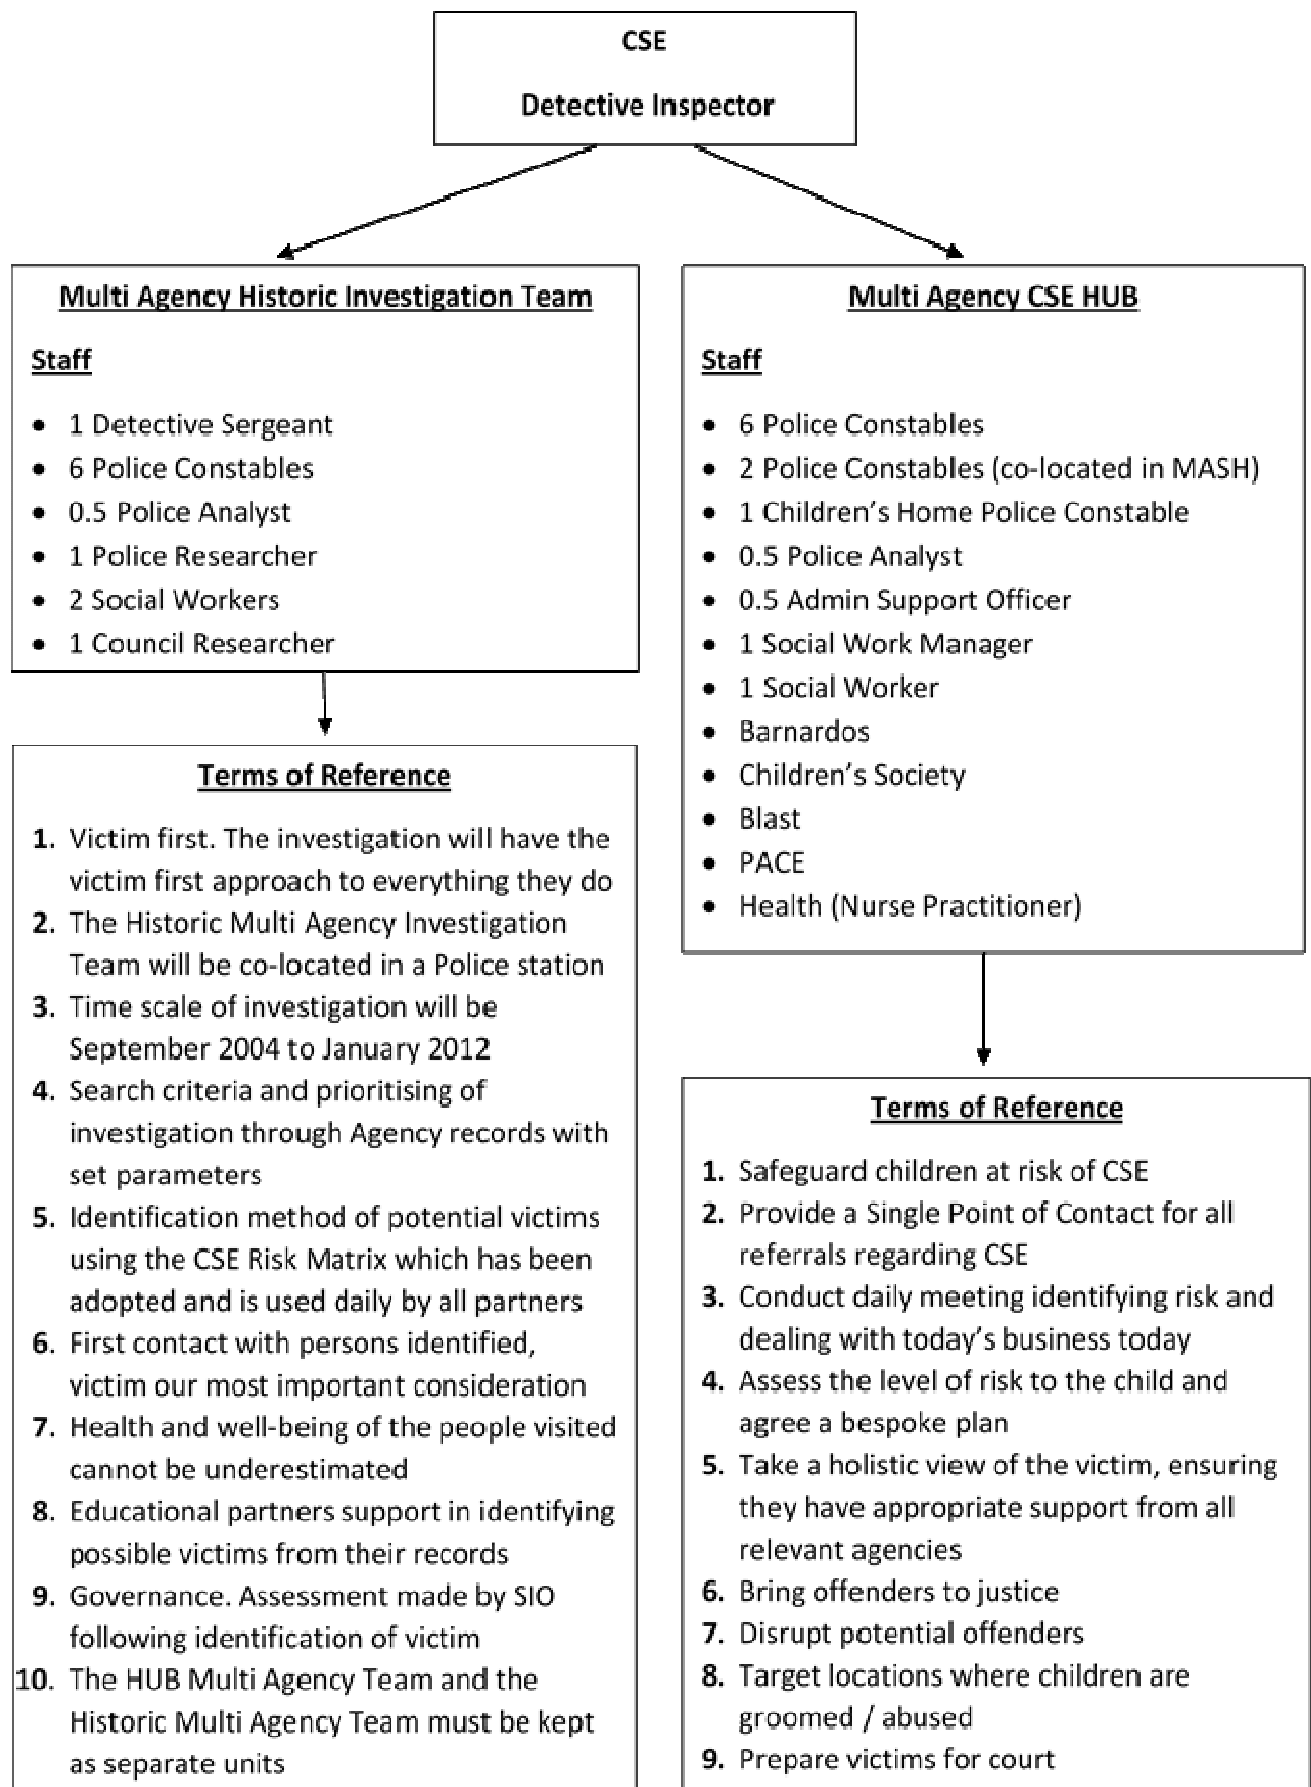 CSE
Detective Inspector
Multi Agency Historic Investigation Team
Staff
• 1 Detective Sergeant
• 6 Police Constables
• 0.5 Police Analyst
• 1 Police Researcher
• 2 Social Workers
• 1 Council Researcher
Terms of Reference
1. Victim first. The investigation will have the
victim first approach to everything they do
2. The Historic Multi Agency Investigation
Team will be co-located in a Police station
3. Time scale of investigation will be
September 2004 to January 2012
4. Search criteria and prioritising of
investigation through Agency records with
set parameters
5. Identification method of potential victims
using the CSE Risk Matrix which has been
adopted and is used daily by all partners
6. First contact with persons identified,
victim our most important consideration
7. Health and well-being of the people visited
cannot be underestimated
8. Educational partners support in identifying
possible victims from their records
9. Governance. Assessment made by SIO
following identification of victim
10. The HUB Multi Agency Team and the
Historic Multi Agency Team must be kept
as separate units
Multi Agency CSE HUB
Staff
• 6 Police Constables
• 2 Police Constables (co-located in MASH)
• 1 Children’s Home Police Constable
• 0.5 Police Analyst
• 0.5 Admin Support Officer
• 1 Social Work Manager
• 1 Social Worker
• Barnardos
• Children’s Society
• Blast
• PACE
• Health (Nurse Practitioner)
Terms of Reference
1. Safeguard children at risk of CSE
2. Provide a Single Point of Contact for all
referrals regarding CSE
3. Conduct daily meeting identifying risk and
dealing with today’s business today
4. Assess the level of risk to the child and
agree a bespoke plan
5. Take a holistic view of the victim, ensuring
they have appropriate support from all
relevant agencies
6. Bring offenders to justice
7. Disrupt potential offenders
8. Target locations where children are
groomed / abused
9. Prepare victims for court